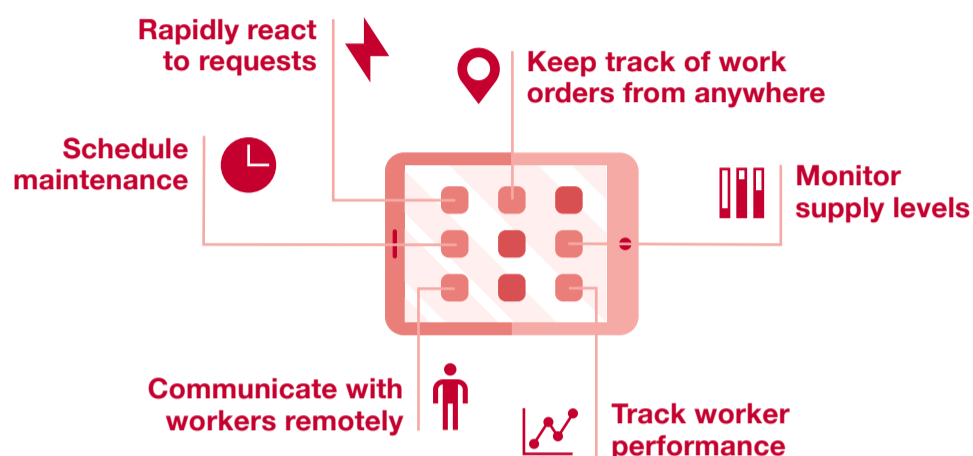 Rapidly react
to requests
Keep track of work
orders from anywhere
Schedule
maintenance
Monitor
supply levels
Communicate with
workers remotely
Track worker
performance